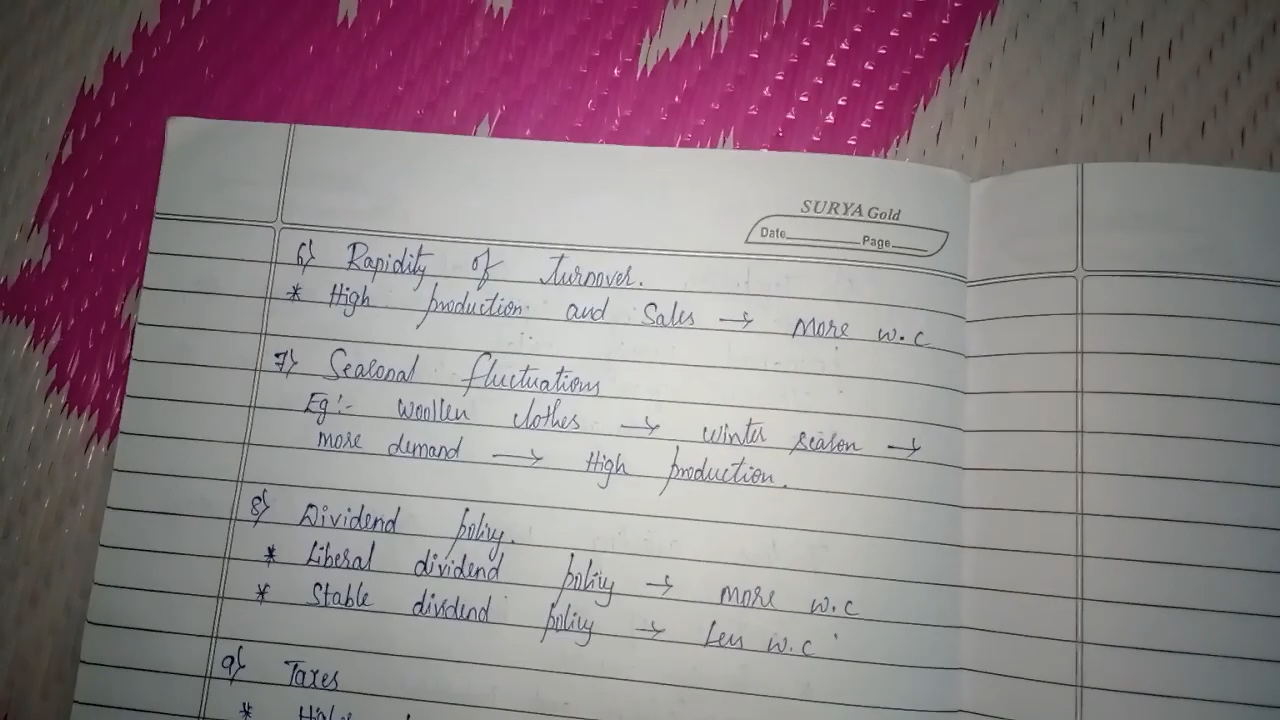 SURYA Gold
Date Page
6} Rapidity of turnover.
* High production and Sales → more w.c
7} Seasonal fluctuations
Eg:- woollen clothes → winter season →
more demand → High production.
8} Dividend policy.
* Liberal dividend policy → more w.c
* Stable dividend policy → Less w.c
9} Taxes
*